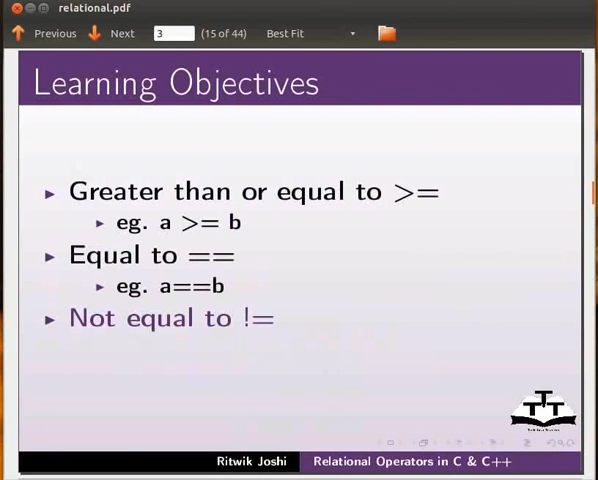 relational.pdf
Previous Next 3 (15 of 44) Best Fit
Learning Objectives
Greater than or equal to >=
eg. a >= b
Equal to ==
eg. a==b
Not equal to !=
TTT
Ritwik Joshi Relational Operators in C & C++